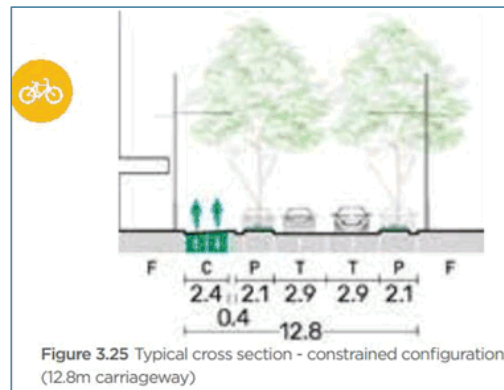 F C P T T P F
2.4 2.1 2.9 2.9 2.1
0.4
12.8
Figure 3.25 Typical cross section - constrained configuration
(12.8m carriageway)